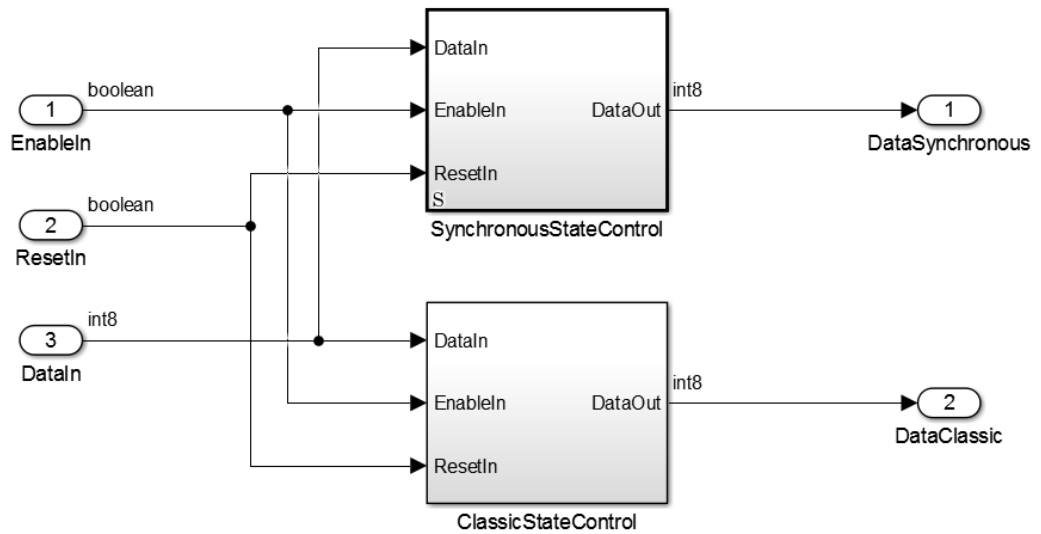 boolean
1
EnableIn
boolean
2
ResetIn
int8
3
DataIn
DataIn
EnableIn
DataOut
ResetIn
S
SynchronousStateControl
int8
1
DataSynchronous
DataIn
EnableIn
DataOut
ResetIn
ClassicStateControl
int8
2
DataClassic